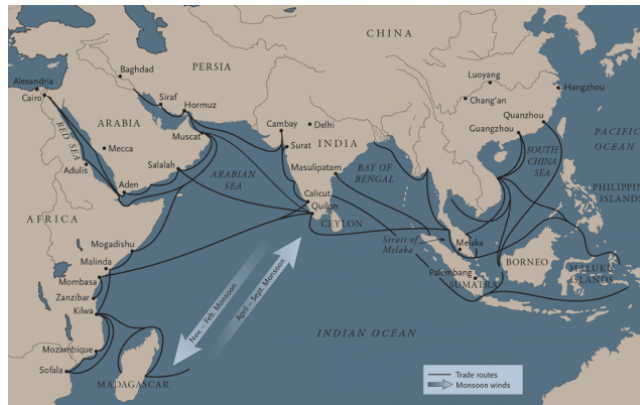 CHINA
Baghdad
PERSIA
Luoyang
Alexandria
Cairo
Siraf
Hormuz
Chang'an
Hangzhou
ARABIA
Cambay
Delhi
Quanzhou
PACIFIC
OCEAN
RED SEA
Muscat
INDIA
Guangzhou
Mecca
Surat
Masulipatam
BAY OF
BENGAL
SOUTH
CHINA
SEA
Salalah
ARABIAN
SEA
Adulis
Aden
Calicut
Quilon
PHILIPPINE
ISLANDS
AFRICA
CEYLON
Mogadishu
Strait of
Melaka
Melaka
Malinda
Mombasa
BORNEO
MALUKU
ISLANDS
Palembang
SUMATRA
Zanzibar
Kilwa
Nov. – Feb. Monsoon
April – Sept. Monsoon
INDIAN OCEAN
Mozambique
Sofala
MADAGASCAR
Trade routes
Monsoon winds